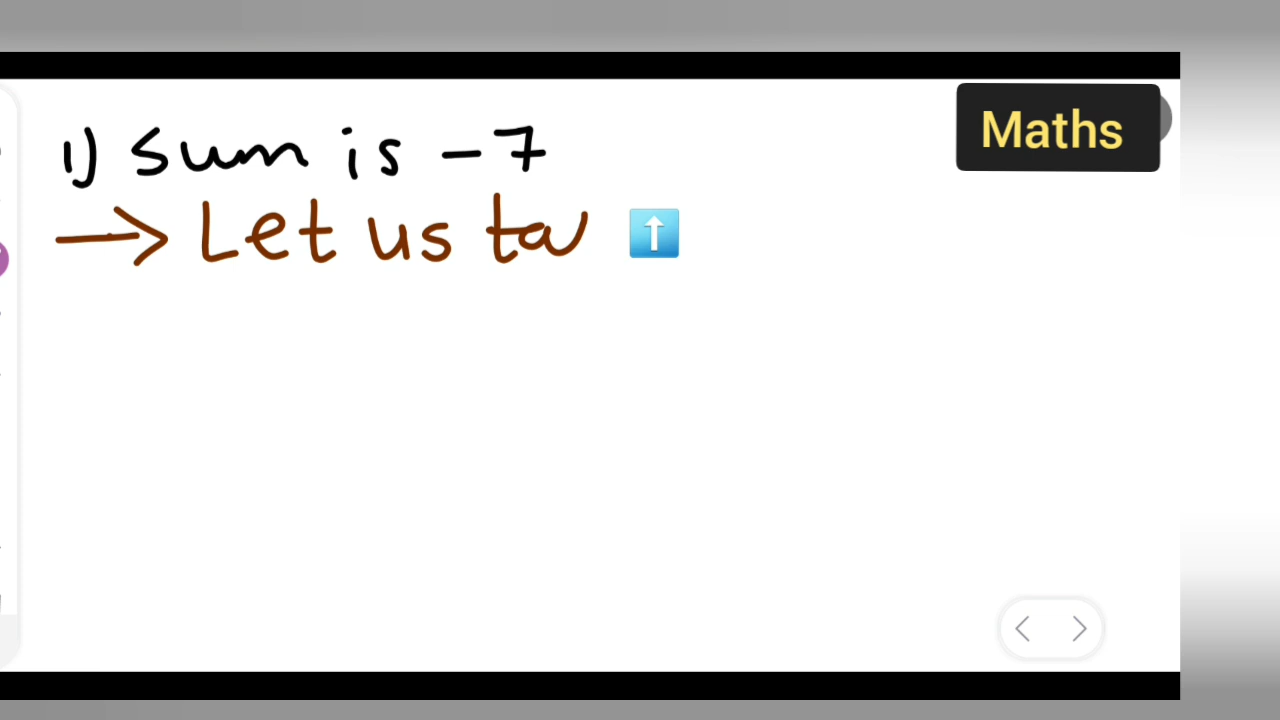 Maths
1) Sum is -7
→ Let us ta